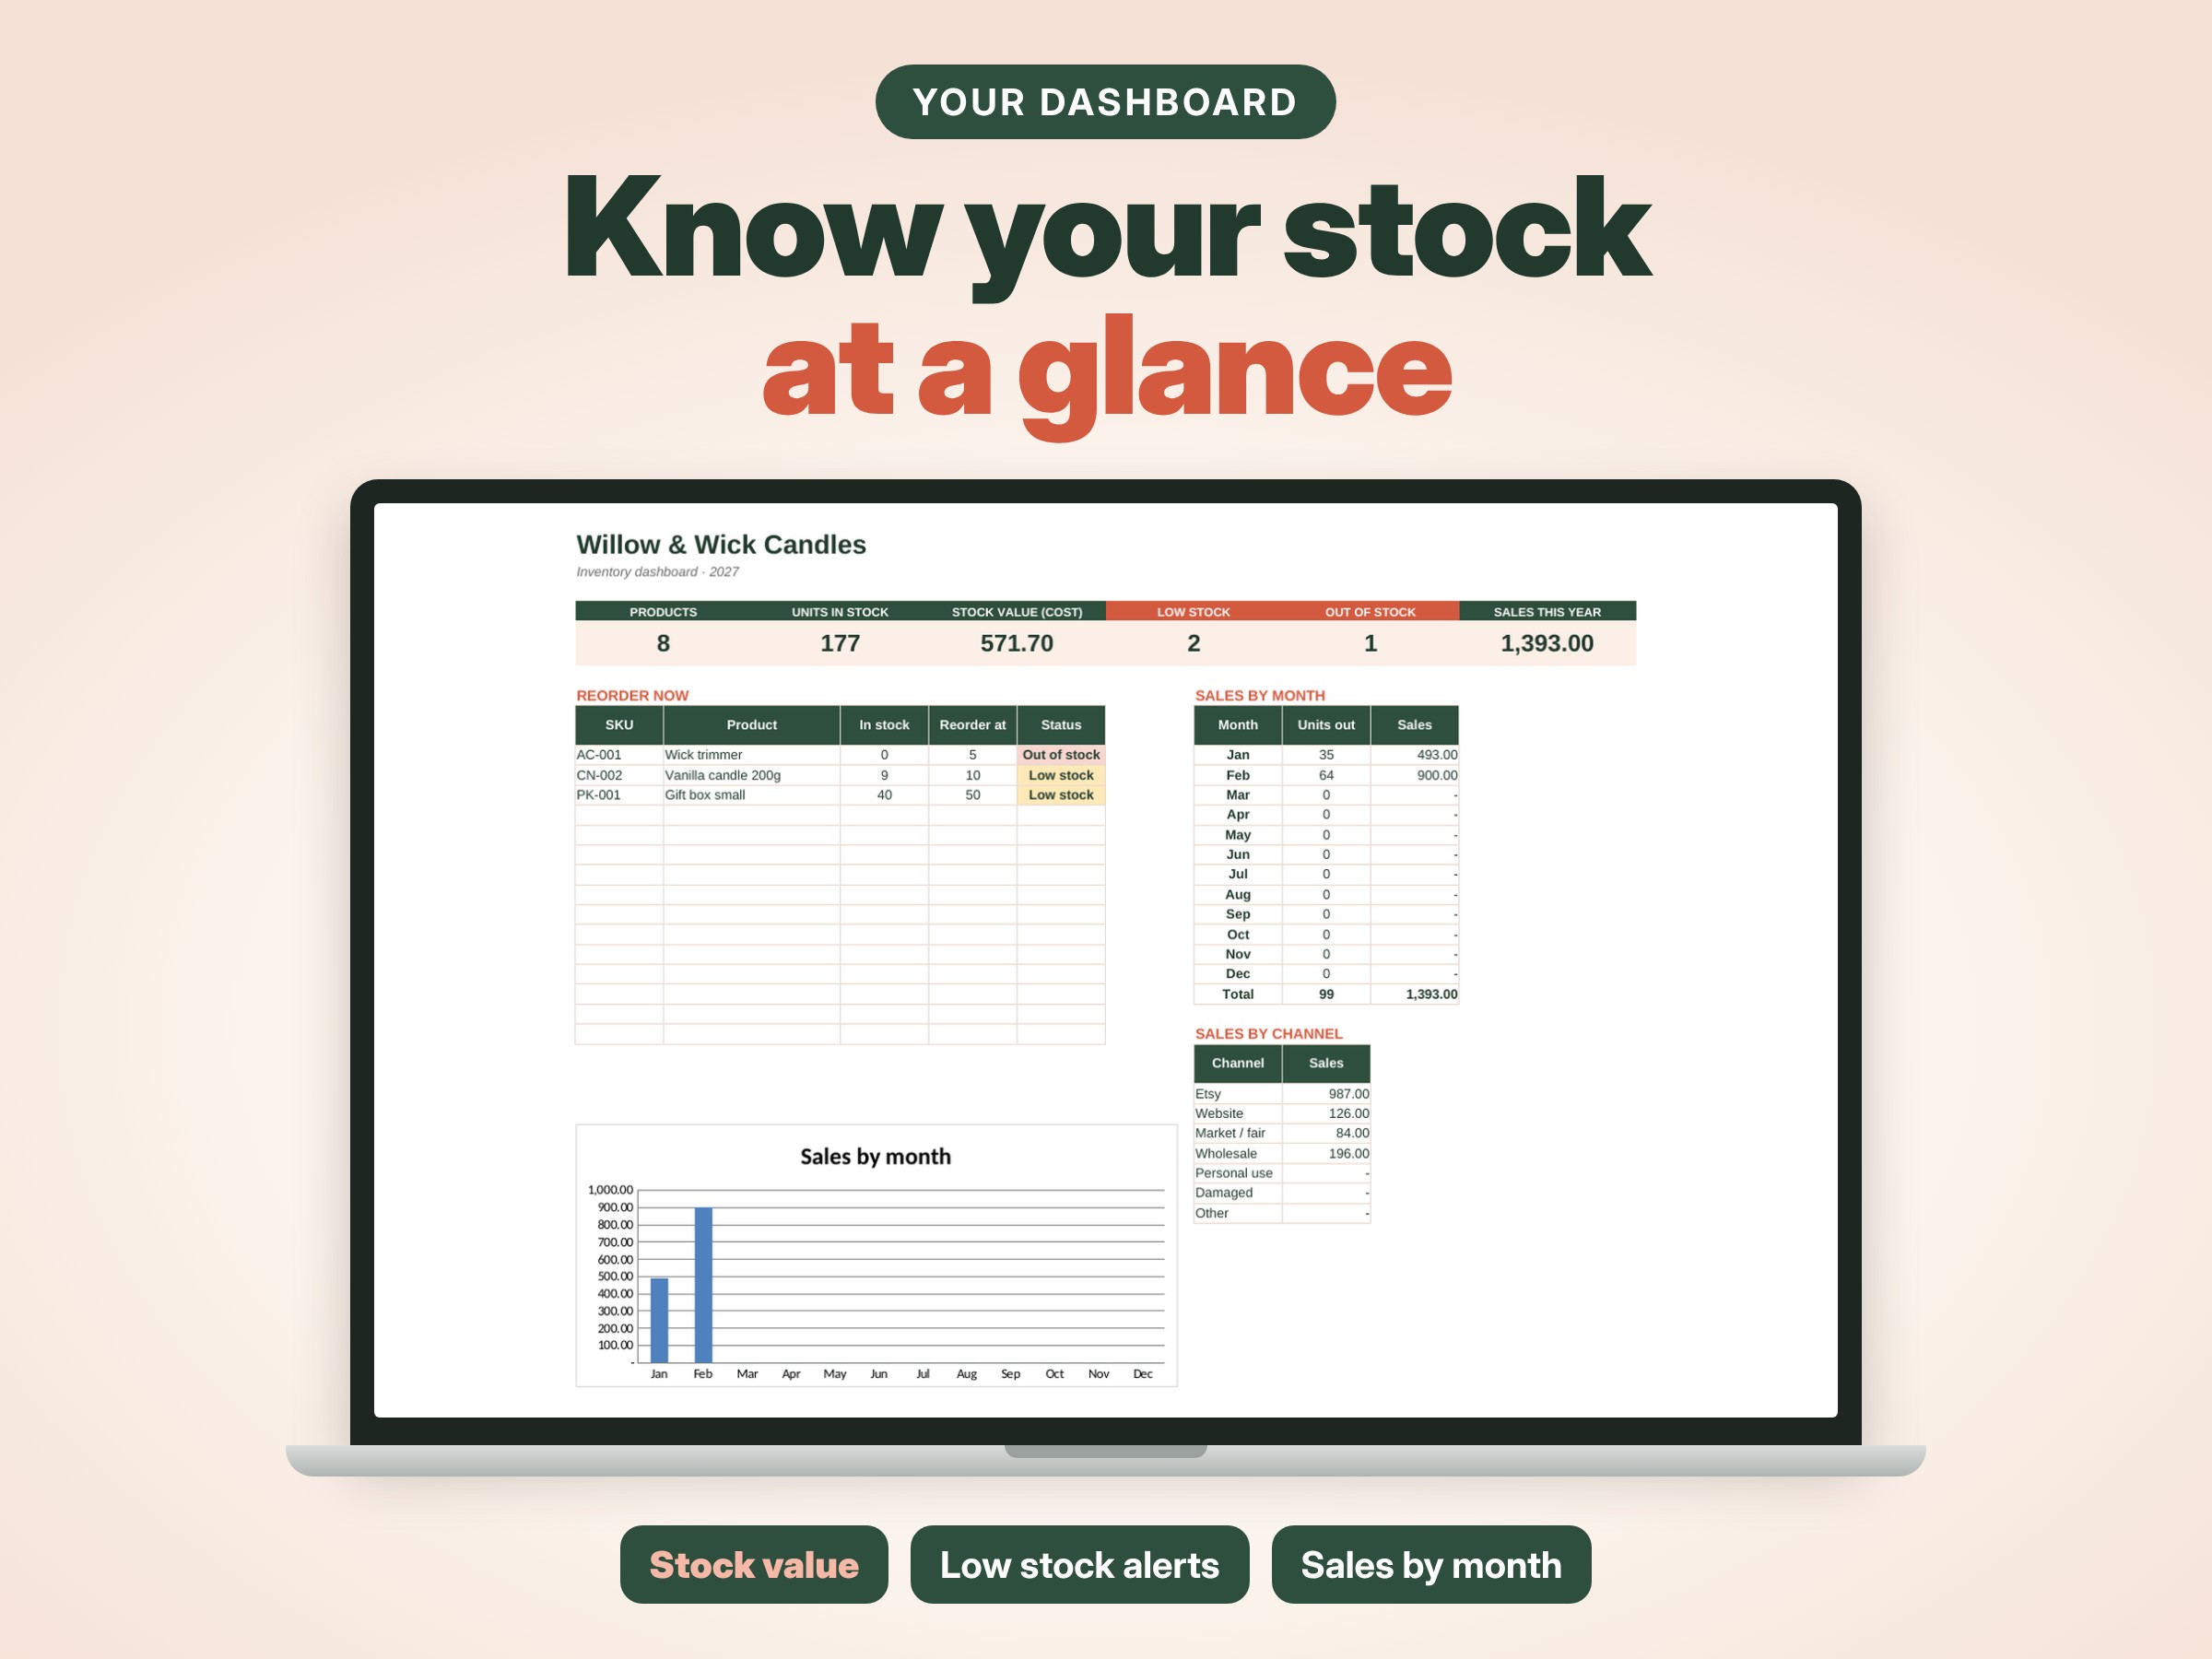 YOUR DASHBOARD
Know your stock
at a glance
Willow & Wick Candles
Inventory dashboard · 2027
PRODUCTS UNITS IN STOCK STOCK VALUE (COST) LOW STOCK OUT OF STOCK SALES THIS YEAR
8 177 571.70 2 1 1,393.00
REORDER NOW
SKU Product In stock Reorder at Status
AC-001 Wick trimmer 0 5 Out of stock
CN-002 Vanilla candle 200g 9 10 Low stock
PK-001 Gift box small 40 50 Low stock
SALES BY MONTH
Month Units out Sales
Jan 35 493.00
Feb 64 900.00
Mar 0 -
Apr 0 -
May 0 -
Jun 0 -
Jul 0 -
Aug 0 -
Sep 0 -
Oct 0 -
Nov 0 -
Dec 0 -
Total 99 1,393.00
SALES BY CHANNEL
Channel Sales
Etsy 987.00
Website 126.00
Market / fair 84.00
Wholesale 196.00
Personal use -
Damaged -
Other -
Sales by month
1,000.00
900.00
800.00
700.00
600.00
500.00
400.00
300.00
200.00
100.00
-
Jan Feb Mar Apr May Jun Jul Aug Sep Oct Nov Dec
Stock value Low stock alerts Sales by month